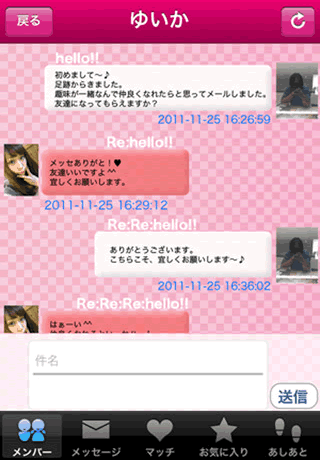 戻る
ゆいか
hello!!
初めまして〜♪
足跡からきました。
趣味が一緒なんで仲良くなれたらと思ってメールしました。
友達になってもらえますか?
2011-11-25 16:26:59
Re:hello!!
メッセありがと!♥
友達いいですよ^^
宜しくお願いします。
2011-11-25 16:29:12
Re:Re:hello!!
ありがとうございます。
こちらこそ、宜しくお願いします〜♪
2011-11-25 16:36:02
Re:Re:Re:hello!!
はぁーい^^
件名
送信
メンバー
メッセージ
マッチ
お気に入り
あしあと